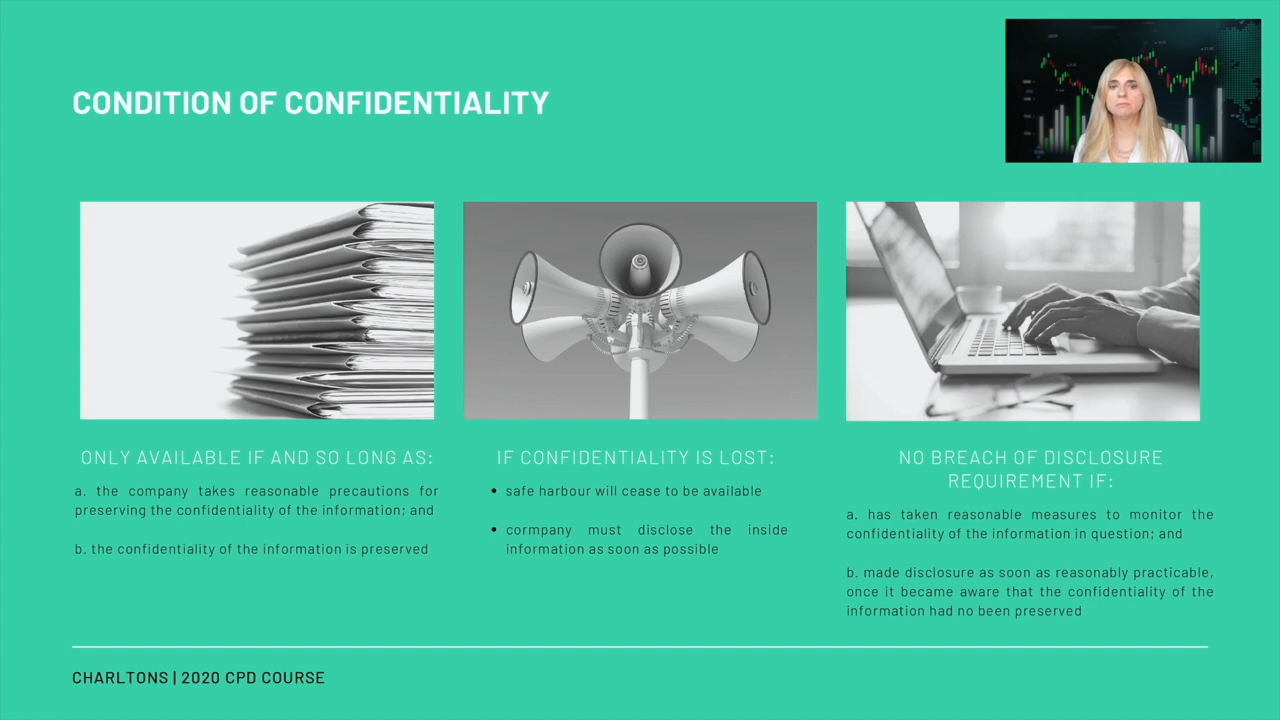 CONDITION OF CONFIDENTIALITY
ONLY AVAILABLE IF AND SO LONG AS:
a. the company takes reasonable precautions for
preserving the confidentiality of the information; and
b. the confidentiality of the information is preserved
IF CONFIDENTIALITY IS LOST:
• safe harbour will cease to be available
• cormpany must disclose the inside
information as soon as possible
NO BREACH OF DISCLOSURE
REQUIREMENT IF:
a. has taken reasonable measures to monitor the
confidentiality of the information in question; and
b. made disclosure as soon as reasonably practicable,
once it became aware that the confidentiality of the
information had no been preserved
CHARLTONS | 2020 CPD COURSE